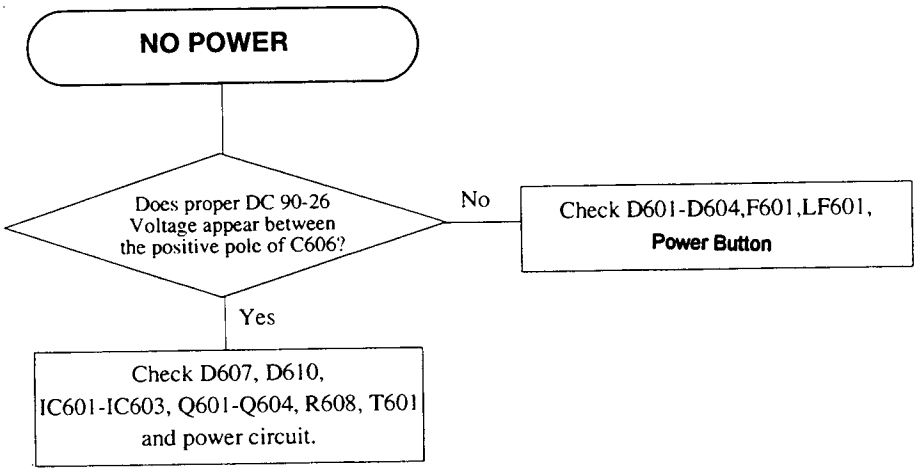 NO POWER
Does proper DC 90-26
Voltage appear between
the positive pole of C606?
No
Check D601-D604,F601,LF601,
Power Button
Yes
Check D607, D610,
IC601-IC603, Q601-Q604, R608, T601
and power circuit.